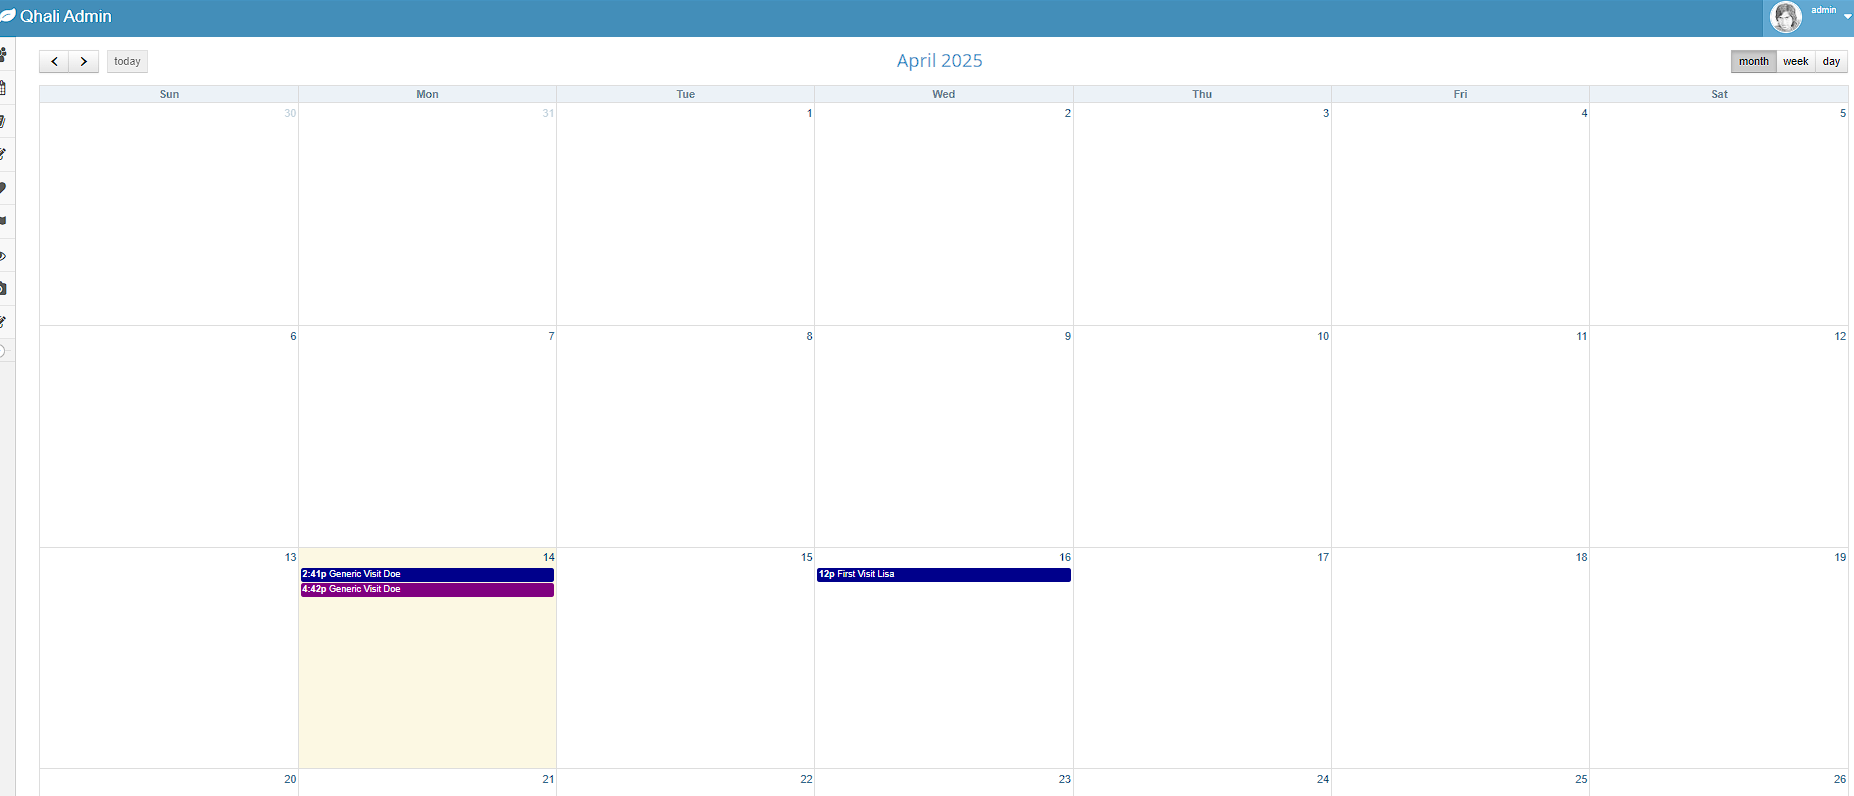 Qhali Admin
admin
today
April 2025
month week day
Sun Mon Tue Wed Thu Fri Sat
30 31 1 2 3 4 5
6 7 8 9 10 11 12
13 14 15 16 17 18 19
2:41p Generic Visit Doe
4:42p Generic Visit Doe
12p First Visit Lisa
20 21 22 23 24 25 26